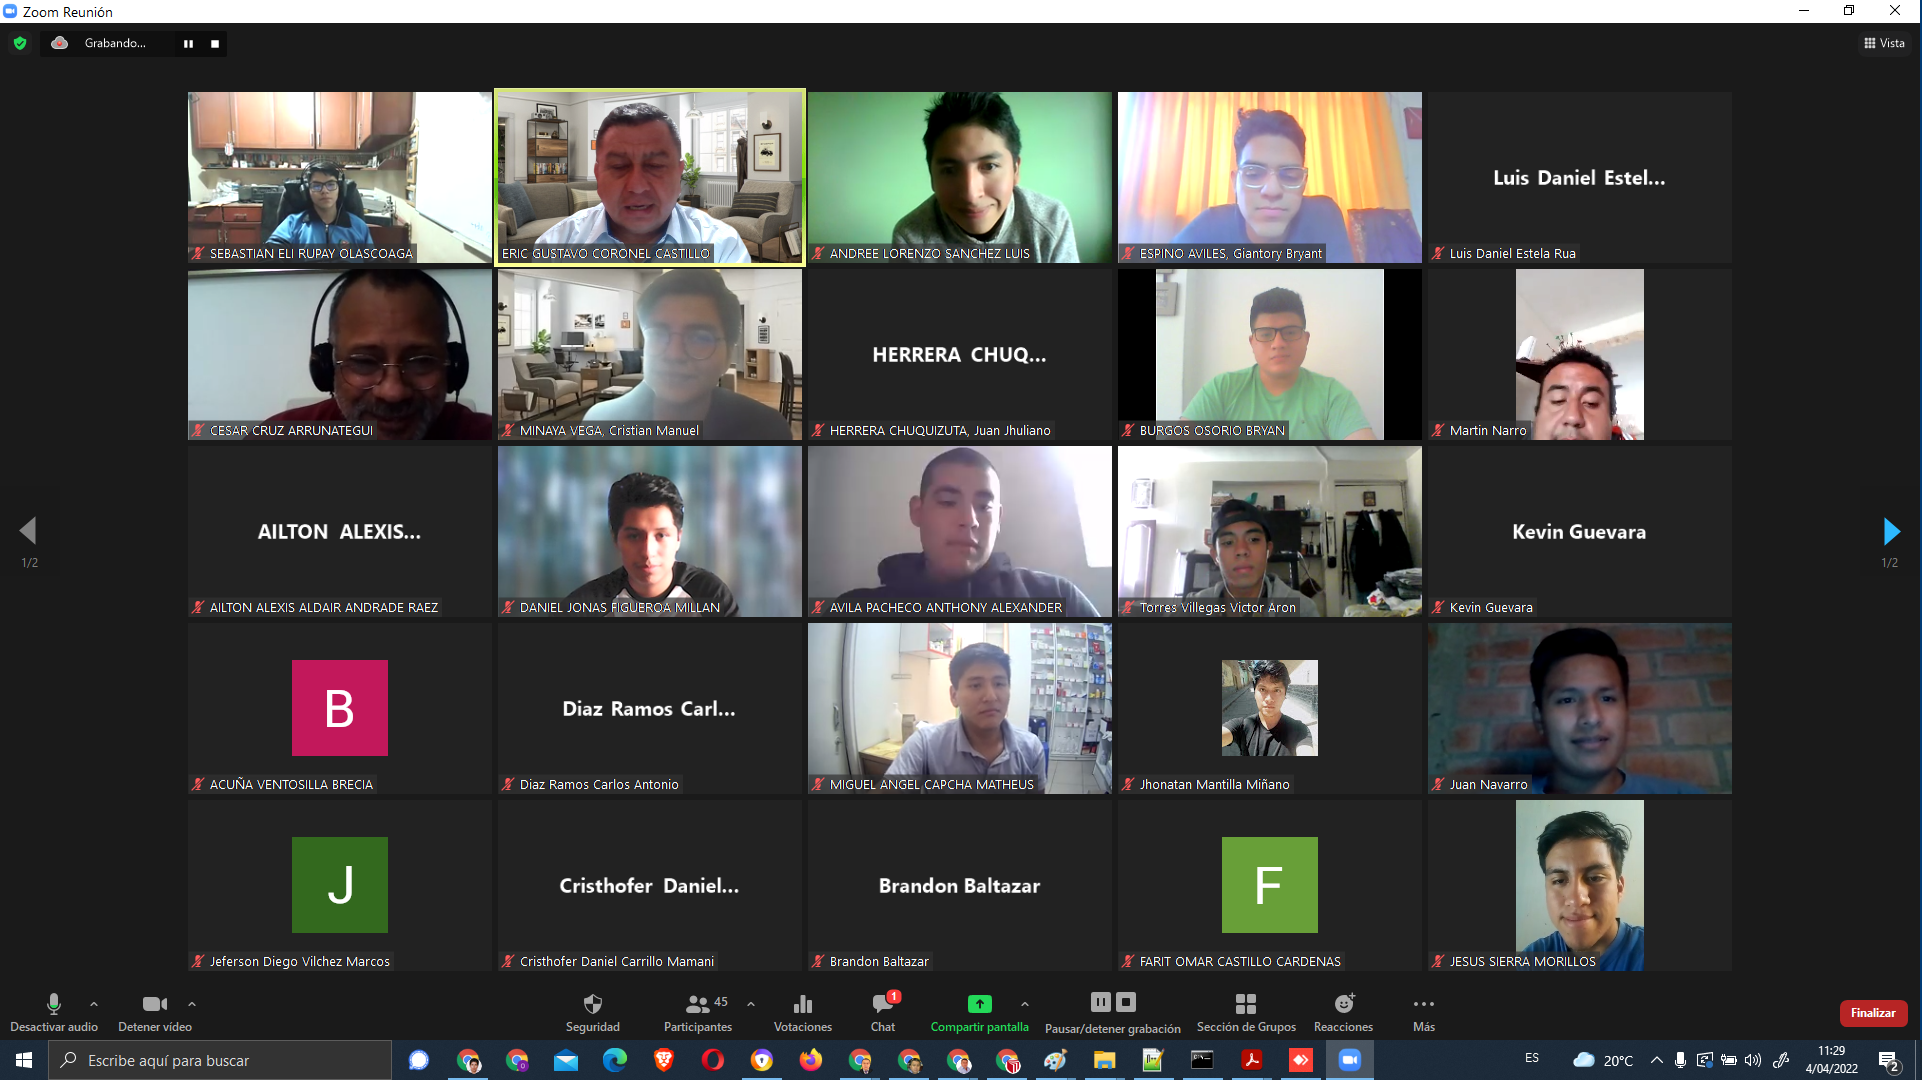 Zoom Reunión
Grabando...
Vista
SEBASTIAN ELI RUPAY OLASCOAGA
ERIC GUSTAVO CORONEL CASTILLO
ANDREE LORENZO SANCHEZ LUIS
ESPINO AVILES, Giantory Bryant
Luis Daniel Estel...
Luis Daniel Estela Rua
CESAR CRUZ ARRUNATEGUI
MINAYA VEGA, Cristian Manuel
HERRERA CHUQ...
HERRERA CHUQUIZUTA, Juan Jhuliano
BURGOS OSORIO BRYAN
Martin Narro
AILTON ALEXIS...
AILTON ALEXIS ALDAIR ANDRADE RAEZ
DANIEL JONAS FIGUEROA MILLAN
AVILA PACHECO ANTHONY ALEXANDER
Torres Villegas Victor Aron
Kevin Guevara
Kevin Guevara
1/2
1/2
B
ACUÑA VENTOSILLA BRECIA
Diaz Ramos Carl...
Diaz Ramos Carlos Antonio
MIGUEL ANGEL CAPCHA MATHEUS
Jhonatan Mantilla Miñano
Juan Navarro
J
Jeferson Diego Vilchez Marcos
Cristhofer Daniel...
Cristhofer Daniel Carrillo Mamani
Brandon Baltazar
Brandon Baltazar
F
FARIT OMAR CASTILLO CARDENAS
JESUS SIERRA MORILLOS
Desactivar audio
Detener vídeo
Seguridad
45
Participantes
Votaciones
1
Chat
Compartir pantalla
Pausar/detener grabación
Sección de Grupos
Reacciones
Más
Finalizar
Escribe aquí para buscar
ES
20°C
11:29
4/04/2022
2